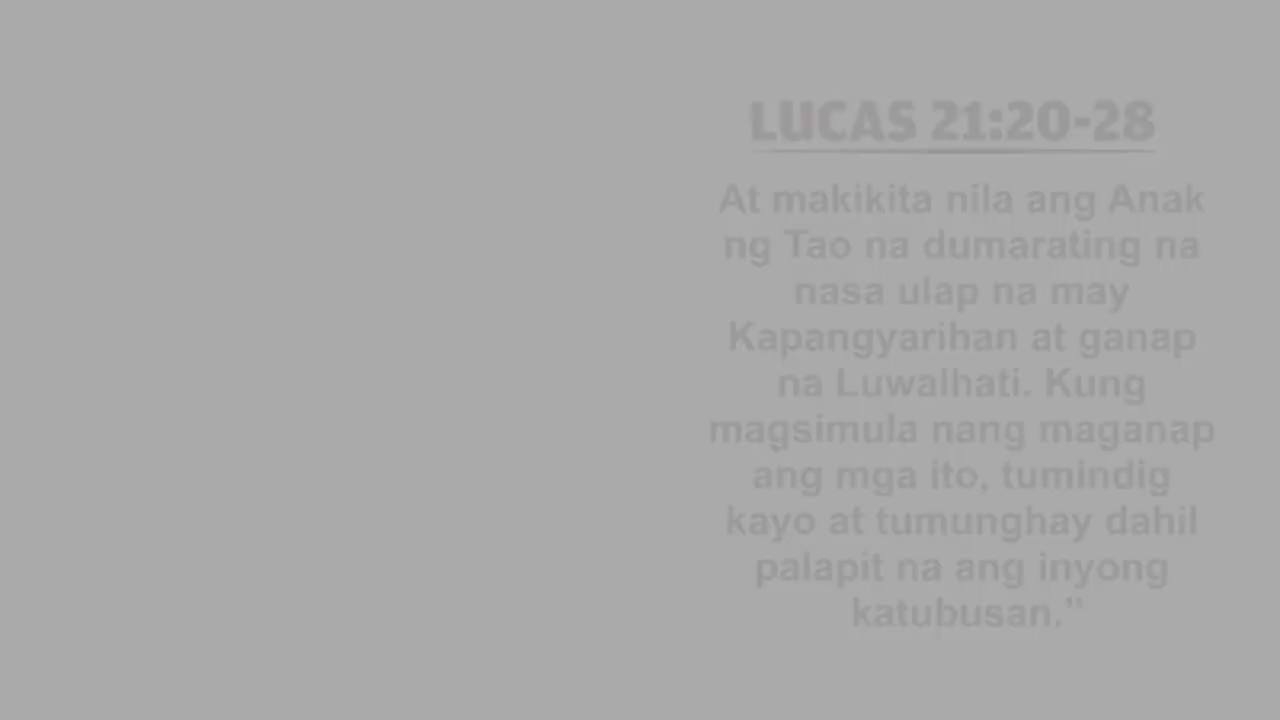 LUCAS 21:20-28
At makikita nila ang Anak
ng Tao na dumarating na
nasa ulap na may
Kapangyarihan at ganap
na Luwalhati. Kung
magsimula nang maganap
ang mga ito, tumindig
kayo at tumunghay dahil
palapit na ang inyong
katubusan.”